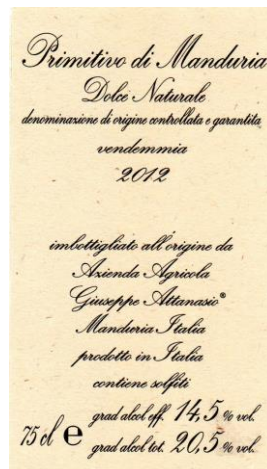 Primitivo di Manduria
Dolce Naturale
denominazione di origine controllata e garantita
vendemmia
2012
imbottigliato all'origine da
Azienda Agricola
Giuseppe Attanasio®
Manduria Italia
prodotto in Italia
contiene solfiti
75 cl e grad alcol eff. 14,5 % vol.
grad alcol tot. 20,5 % vol.